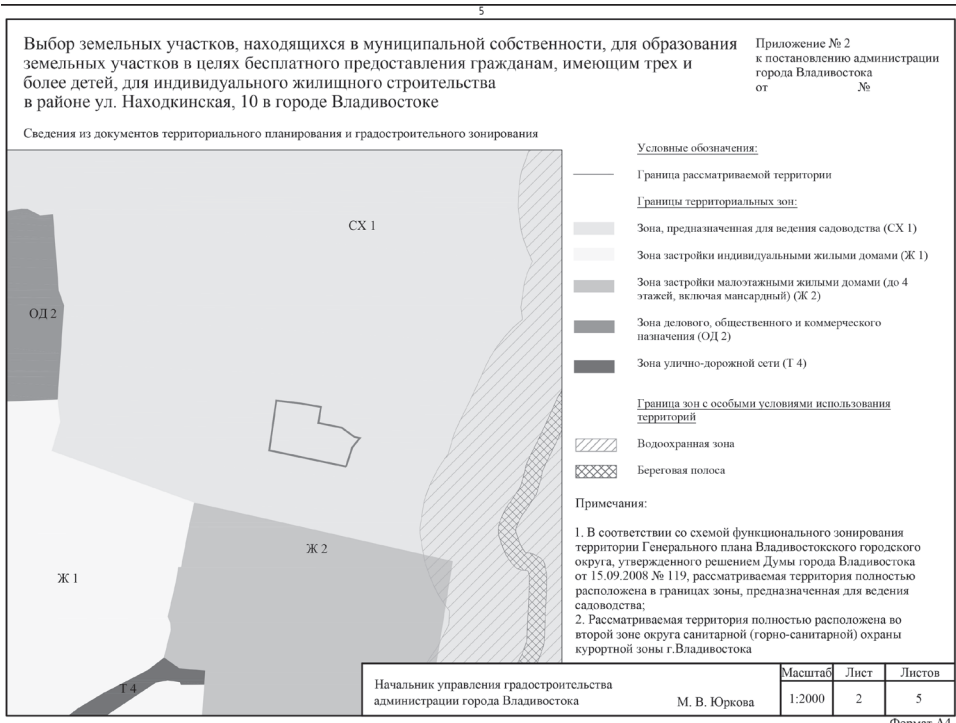 5
Выбор земельных участков, находящихся в муниципальной собственности, для образования
земельных участков в целях бесплатного предоставления гражданам, имеющим трех и
более детей, для индивидуального жилищного строительства
в районе ул. Находкинская, 10 в городе Владивостоке
Приложение № 2
к постановлению администрации
города Владивостока
от №
Сведения из документов территориального планирования и градостроительного зонирования
СХ 1
ОД 2
Ж 2
Ж 1
Т 4
Условные обозначения:
Граница рассматриваемой территории
Границы территориальных зон:
Зона, предназначенная для ведения садоводства (СХ 1)
Зона застройки индивидуальными жилыми домами (Ж 1)
Зона застройки малоэтажными жилыми домами (до 4
этажей, включая мансардный) (Ж 2)
Зона делового, общественного и коммерческого
назначения (ОД 2)
Зона улично-дорожной сети (Т 4)
Граница зон с особыми условиями использования
территорий
Водоохранная зона
Береговая полоса
Примечания:
1. В соответствии со схемой функционального зонирования
территории Генерального плана Владивостокского городского
округа, утвержденного решением Думы города Владивостока
от 15.09.2008 № 119, рассматриваемая территория полностью
расположена в границах зоны, предназначенная для ведения
садоводства;
2. Рассматриваемая территория полностью расположена во
второй зоне округа санитарной (горно-санитарной) охраны
курортной зоны г.Владивостока
Начальник управления градостроительства
администрации города Владивостока М. В. Юркова
Масштаб Лист Листов
1:2000 2 5
Формат А4